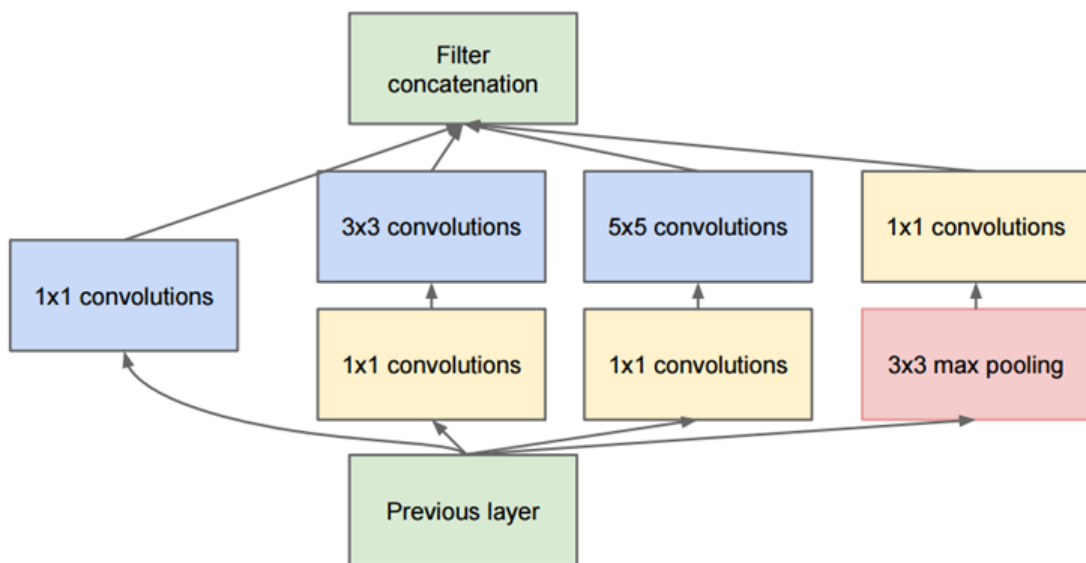 Filter
concatenation
3x3 convolutions
5x5 convolutions
1x1 convolutions
1x1 convolutions
1x1 convolutions
1x1 convolutions
3x3 max pooling
Previous layer